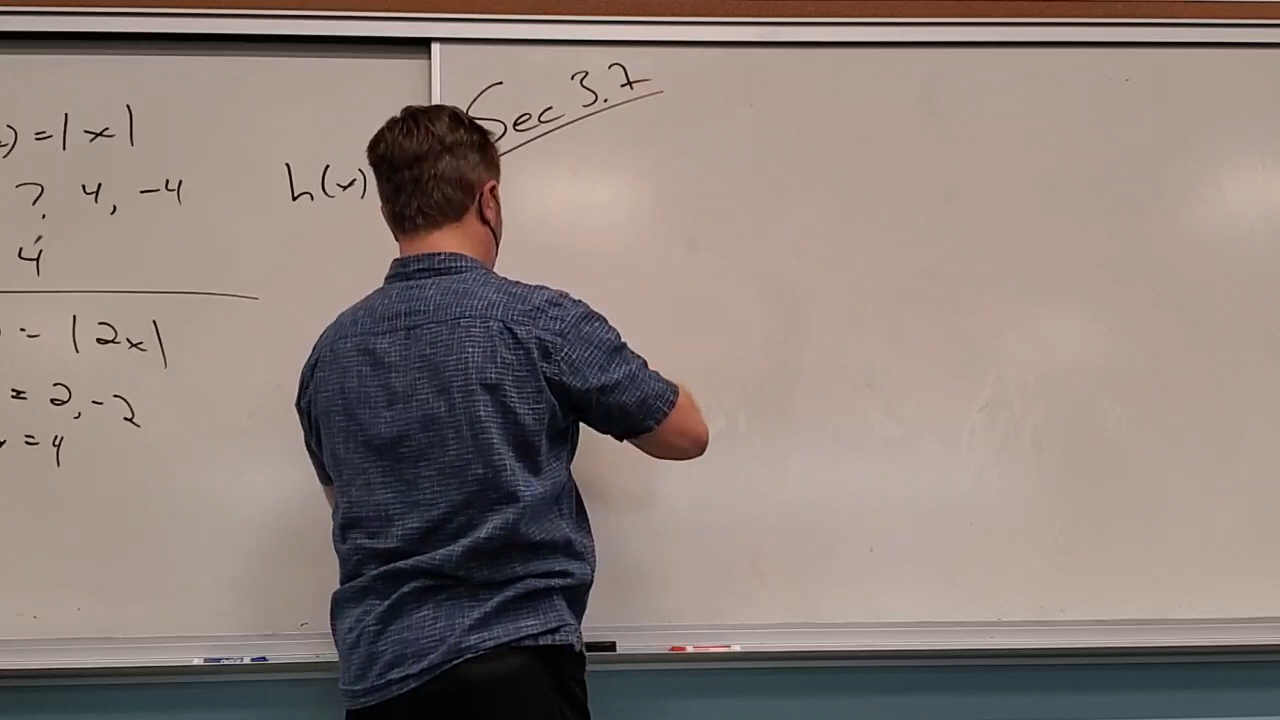 ) = |x|
? 4, -4
4
= |2x|
= 2, -2
= 4
h(x)
Sec 3.7